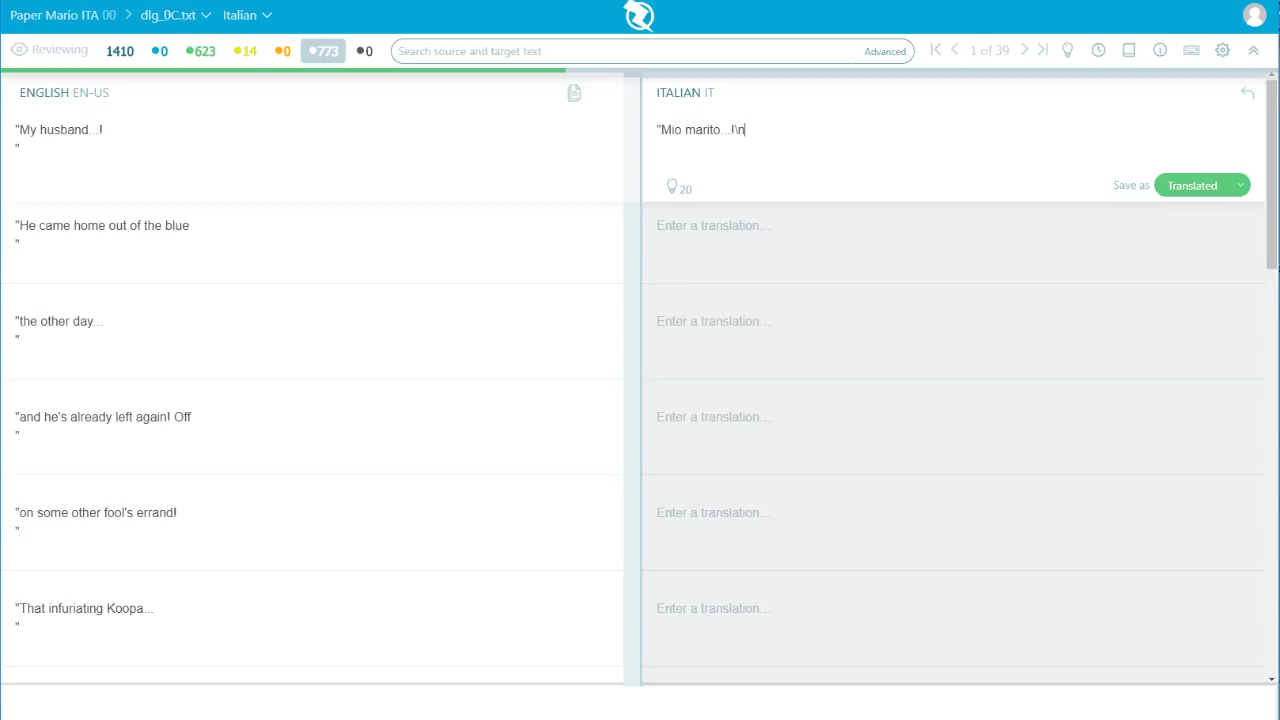 Paper Mario ITA 00 > dlg_0C.txt Italian
Reviewing 1410 0 623 14 0 773 0 Search source and target text Advanced 1 of 39
ENGLISH EN-US
ITALIAN IT
"My husband...!
"
"Mio marito...!\n
20
Save as Translated
"He came home out of the blue
"
Enter a translation...
"the other day...
"
Enter a translation...
"and he's already left again! Off
"
Enter a translation...
"on some other fool's errand!
"
Enter a translation...
"That infuriating Koopa...
"
Enter a translation...